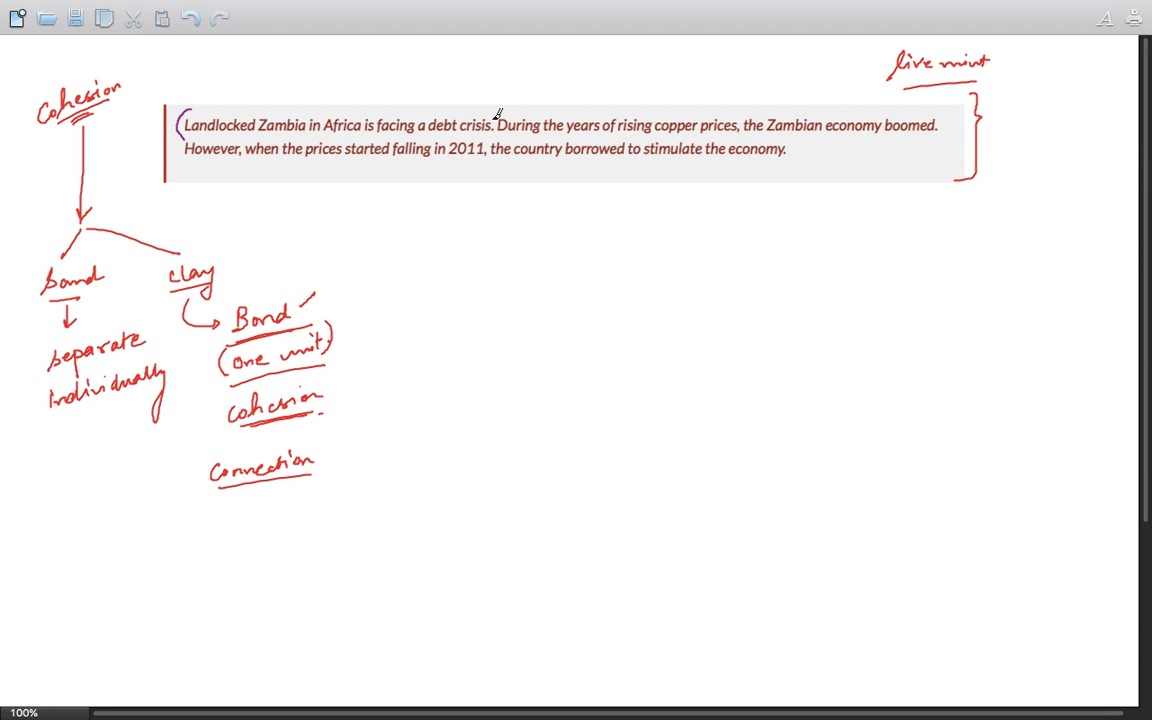 live mint
Cohesion
Landlocked Zambia in Africa is facing a debt crisis. During the years of rising copper prices, the Zambian economy boomed.
However, when the prices started falling in 2011, the country borrowed to stimulate the economy.
Sand
clay
separate
individually
Bond
(one unit)
cohesion
connection
100%